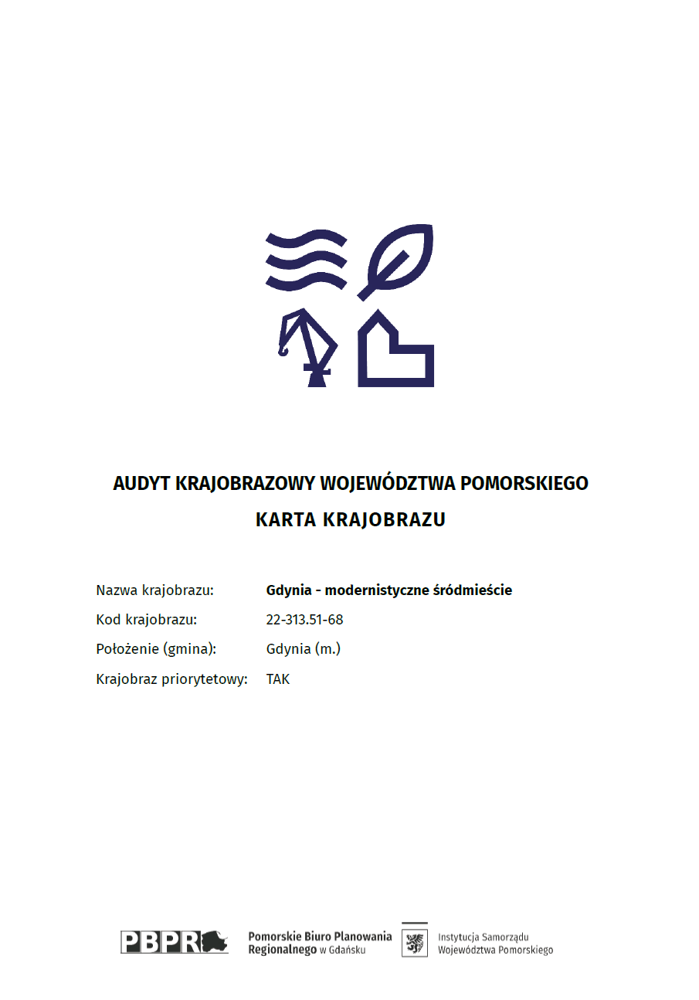 AUDYT KRAJOBRAZOWY WOJEWÓDZTWA POMORSKIEGO
KARTA KRAJOBRAZU
Nazwa krajobrazu: Gdynia - modernistyczne śródmieście
Kod krajobrazu: 22-313.51-68
Położenie (gmina): Gdynia (m.)
Krajobraz priorytetowy: TAK
PBPR
Pomorskie Biuro Planowania
Regionalnego w Gdańsku
Instytucja Samorządu
Województwa Pomorskiego